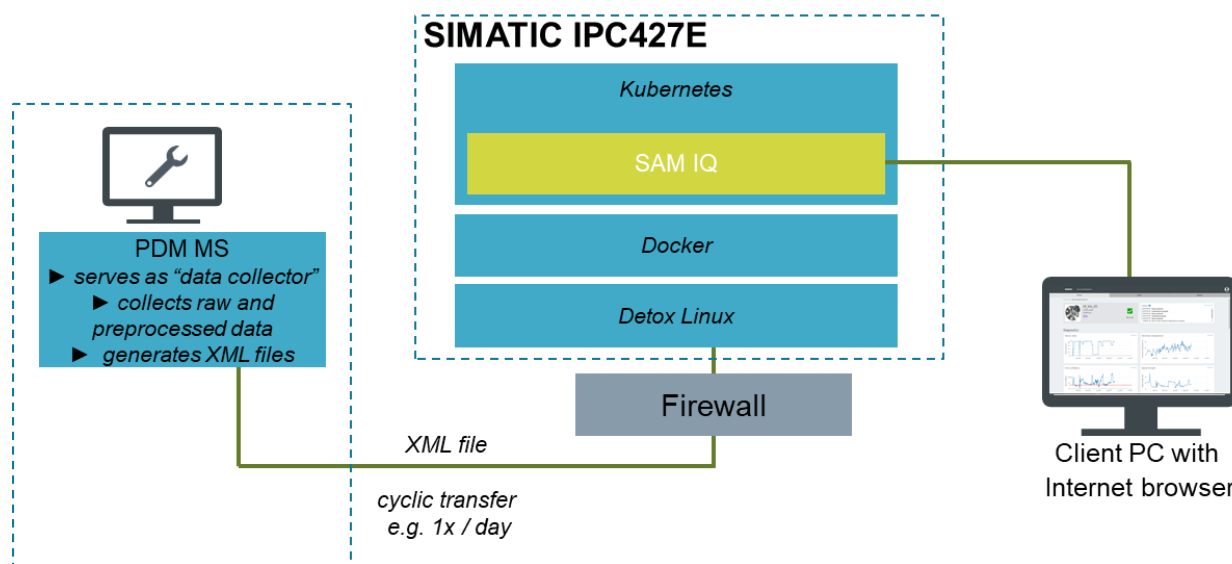 SIMATIC IPC427E
Kubernetes
SAM IQ
Docker
Detox Linux
Firewall
PDM MS
► serves as “data collector”
► collects raw and
preprocessed data
► generates XML files
XML file
cyclic transfer
e.g. 1x / day
Client PC with
Internet browser